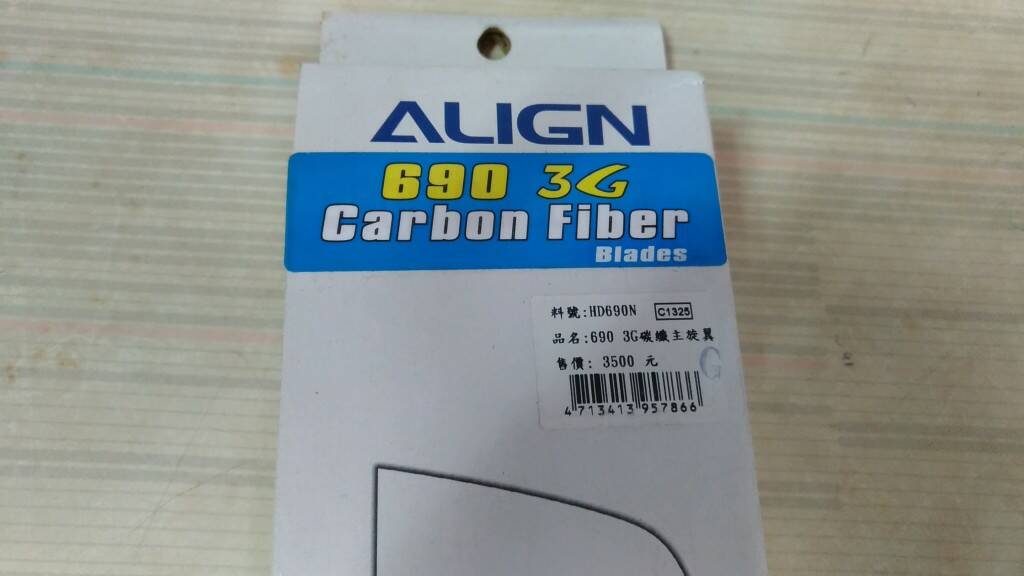 ALIGN
690 3G
Carbon Fiber
Blades
料號:HD690N C1325
品名:690 3G碳纖主旋翼
售價: 3500 元
G
4713413957866